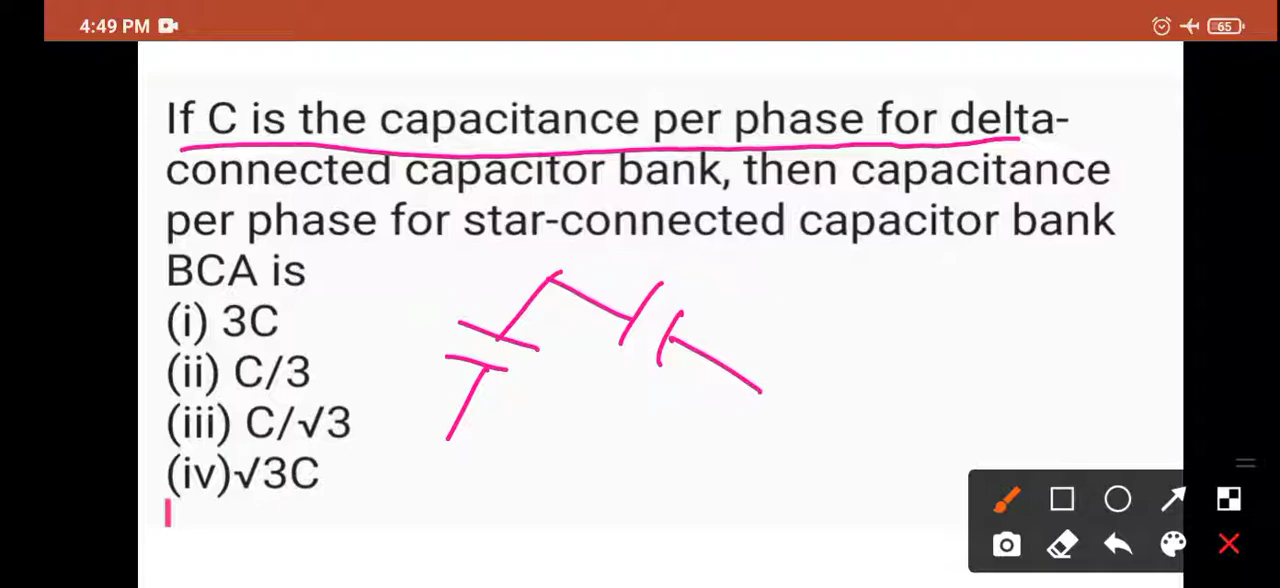 4:49 PM
65
If C is the capacitance per phase for delta-
connected capacitor bank, then capacitance
per phase for star-connected capacitor bank
BCA is
(i) 3C
(ii) C/3
(iii) C/√3
(iv)√3C